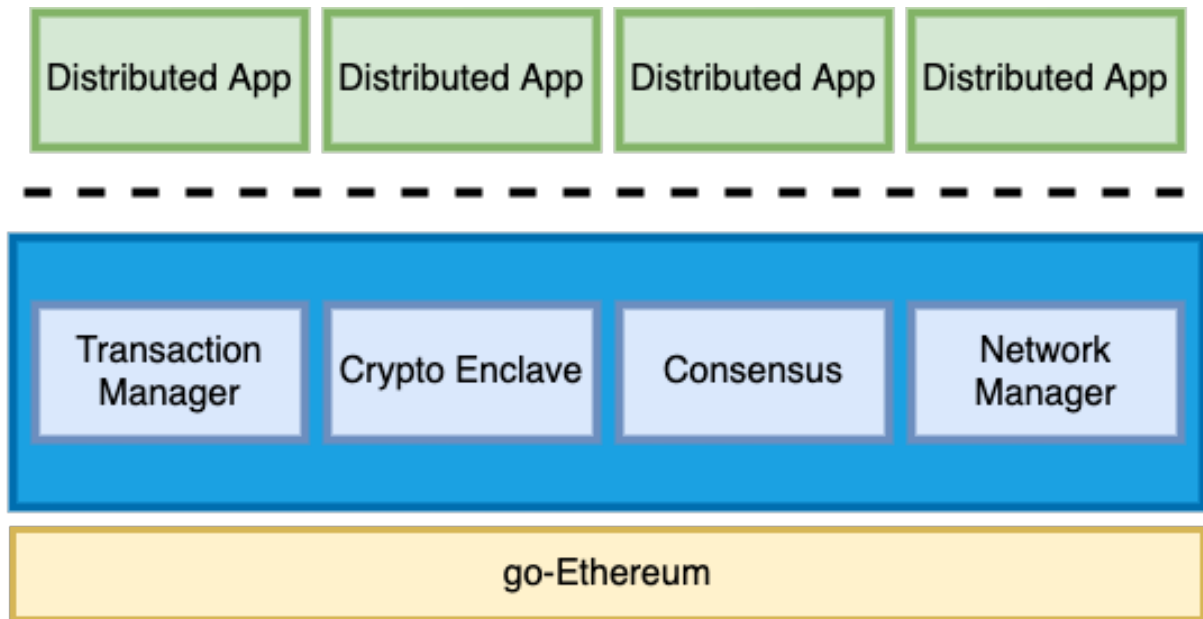 Distributed App
Distributed App
Distributed App
Distributed App
Transaction
Manager
Crypto Enclave
Consensus
Network
Manager
go-Ethereum